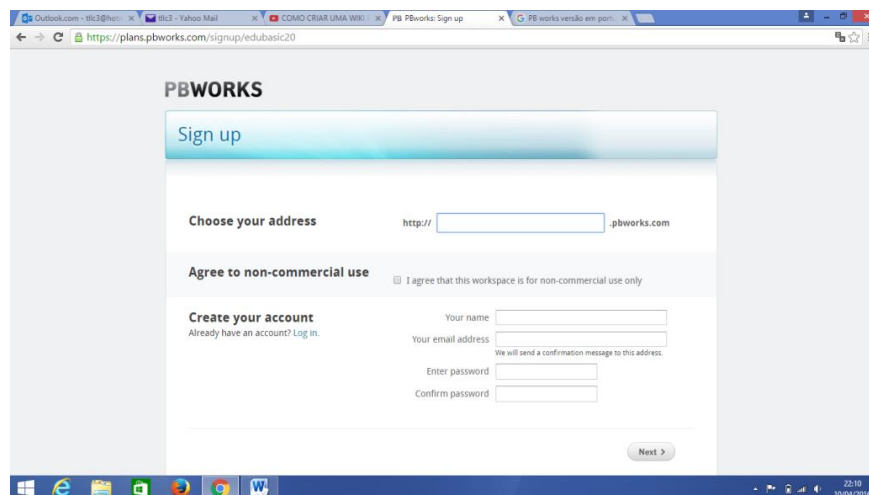 Outlook.com - tlc3@hot
tlc3 - Yahoo Mail
COMO CRIAR UMA WIKI
PB PBworks: Sign up
G PB works versão em port
https://plans.pbworks.com/signup/edubasic20
PBWORKS
Sign up
Choose your address
http://
.pbworks.com
Agree to non-commercial use
I agree that this workspace is for non-commercial use only
Create your account
Your name
Already have an account? Log in.
Your email address
We will send a confirmation message to this address.
Enter password
Confirm password
Next >
22:10